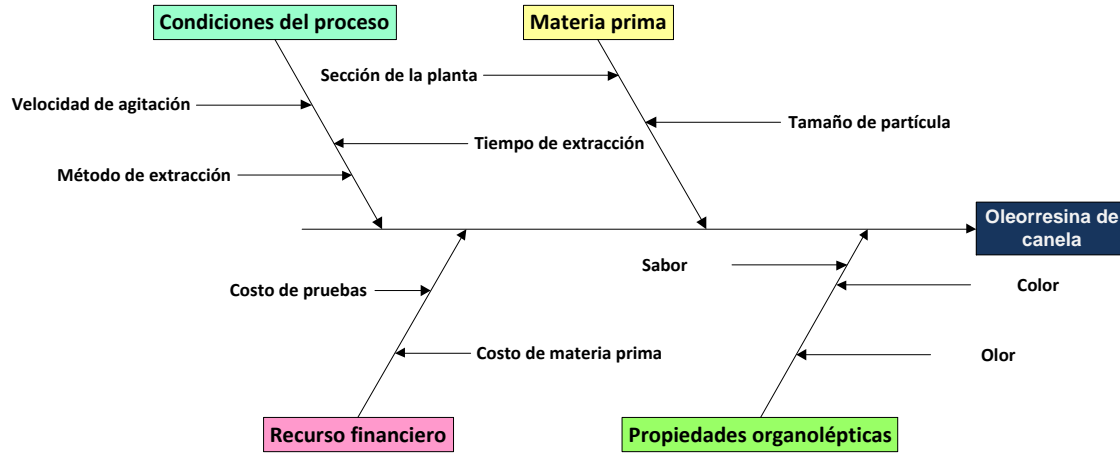 Condiciones del proceso
Materia prima
Sección de la planta
Velocidad de agitación
Tamaño de partícula
Tiempo de extracción
Método de extracción
Oleorresina de
canela
Sabor
Color
Costo de pruebas
Costo de materia prima
Olor
Recurso financiero
Propiedades organolépticas